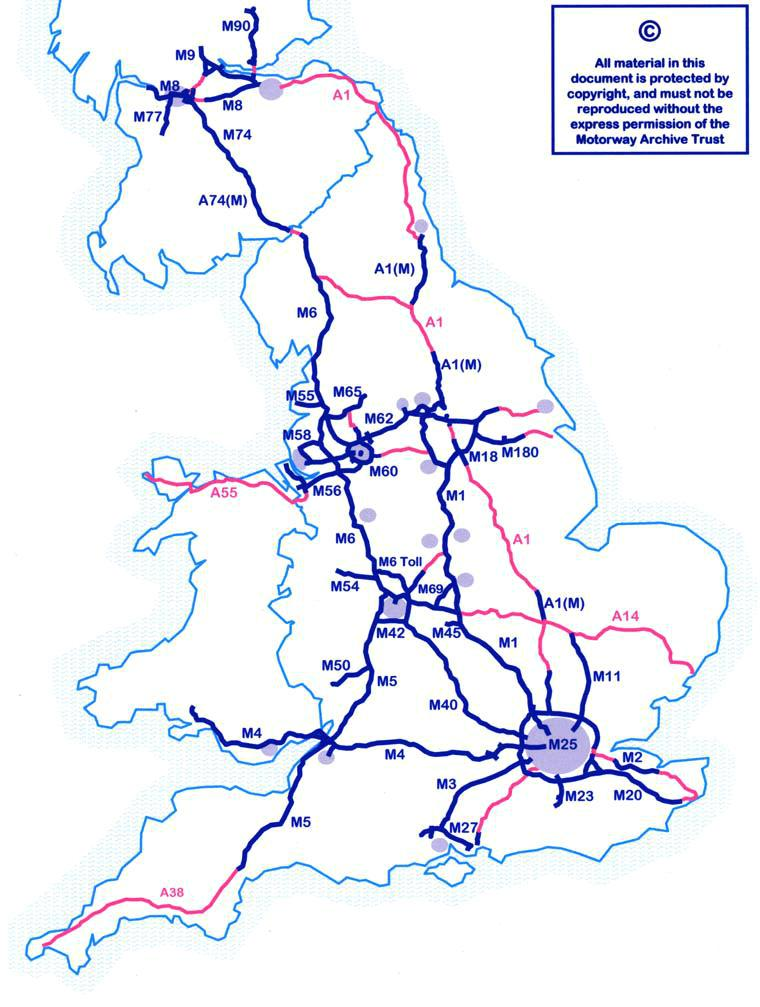 ©
All material in this
document is protected by
copyright, and must not be
reproduced without the
express permission of the
Motorway Archive Trust
M90
M9
M8
M8
A1
M77
M74
A74(M)
A1(M)
M6
A1
A1(M)
M55
M65
M62
M58
M18
M180
M60
M56
A55
M1
M6
A1
M6 Toll
M54
M69
A1(M)
A14
M42
M45
M1
M50
M5
M11
M40
M4
M4
M25
M2
M3
M23
M20
M5
M27
A38